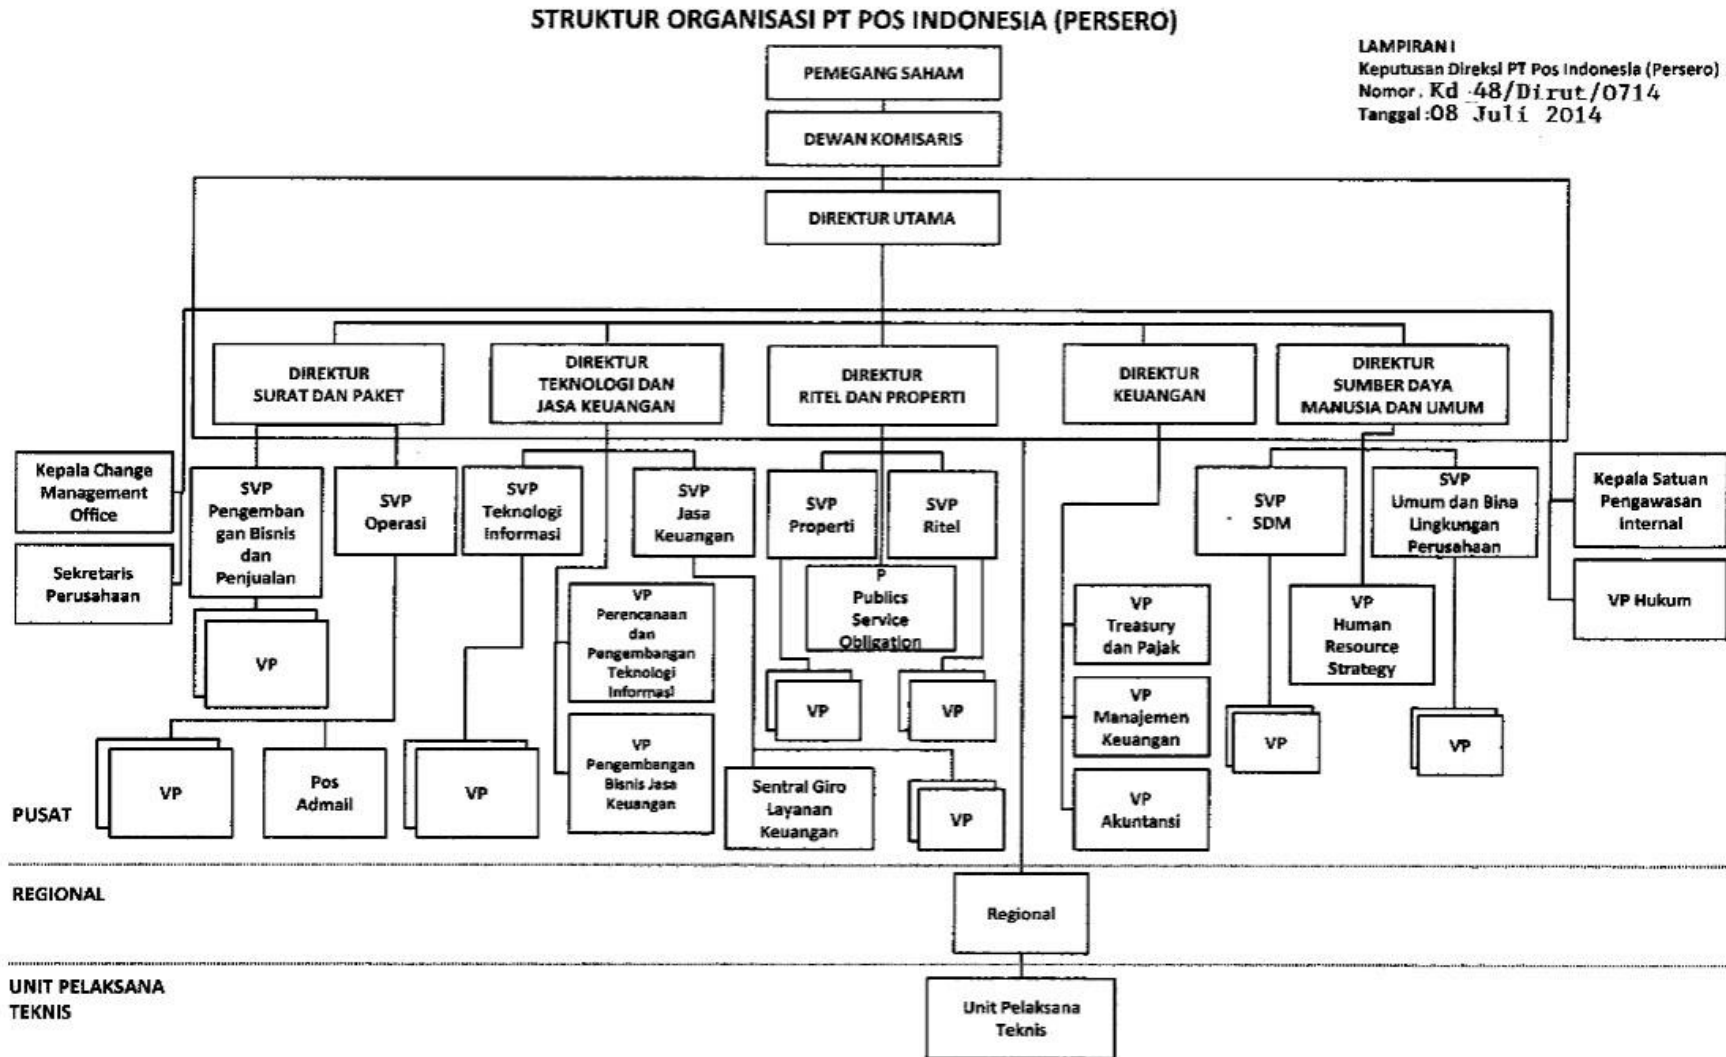 STRUKTUR ORGANISASI PT POS INDONESIA (PERSERO)
LAMPIRAN I
Keputusan Direksi PT Pos Indonesia (Persero)
Nomor. Kd 48/Dirut/0714
Tanggal :08 Juli 2014
PEMEGANG SAHAM
DEWAN KOMISARIS
DIREKTUR UTAMA
DIREKTUR
SURAT DAN PAKET
DIREKTUR
TEKNOLOGI DAN
JASA KEUANGAN
DIREKTUR
RITEL DAN PROPERTI
DIREKTUR
KEUANGAN
DIREKTUR
SUMBER DAYA
MANUSIA DAN UMUM
Kepala Change
Management
Office
Sekretaris
Perusahaan
SVP
Pengemban
gan Bisnis
dan
Penjualan
SVP
Operasi
SVP
Teknologi
Informasi
SVP
Jasa
Keuangan
SVP
Properti
SVP
Ritel
SVP
SDM
SVP
Umum dan Bina
Lingkungan
Perusahaan
Kepala Satuan
Pengawasan
Internal
VP Hukum
VP
Perencanaan
dan
Pengembangan
Teknologi
Informasi
P
Publics
Service
Obligation
VP
Treasury
dan Pajak
VP
Human
Resource
Strategy
VP
VP
VP
VP
Manajemen
Keuangan
VP
VP
VP
Pos
Admail
VP
VP
Pengembangan
Bisnis Jasa
Keuangan
Sentral Giro
Layanan
Keuangan
VP
VP
Akuntansi
VP
PUSAT
REGIONAL
Regional
UNIT PELAKSANA
TEKNIS
Unit Pelaksana
Teknis